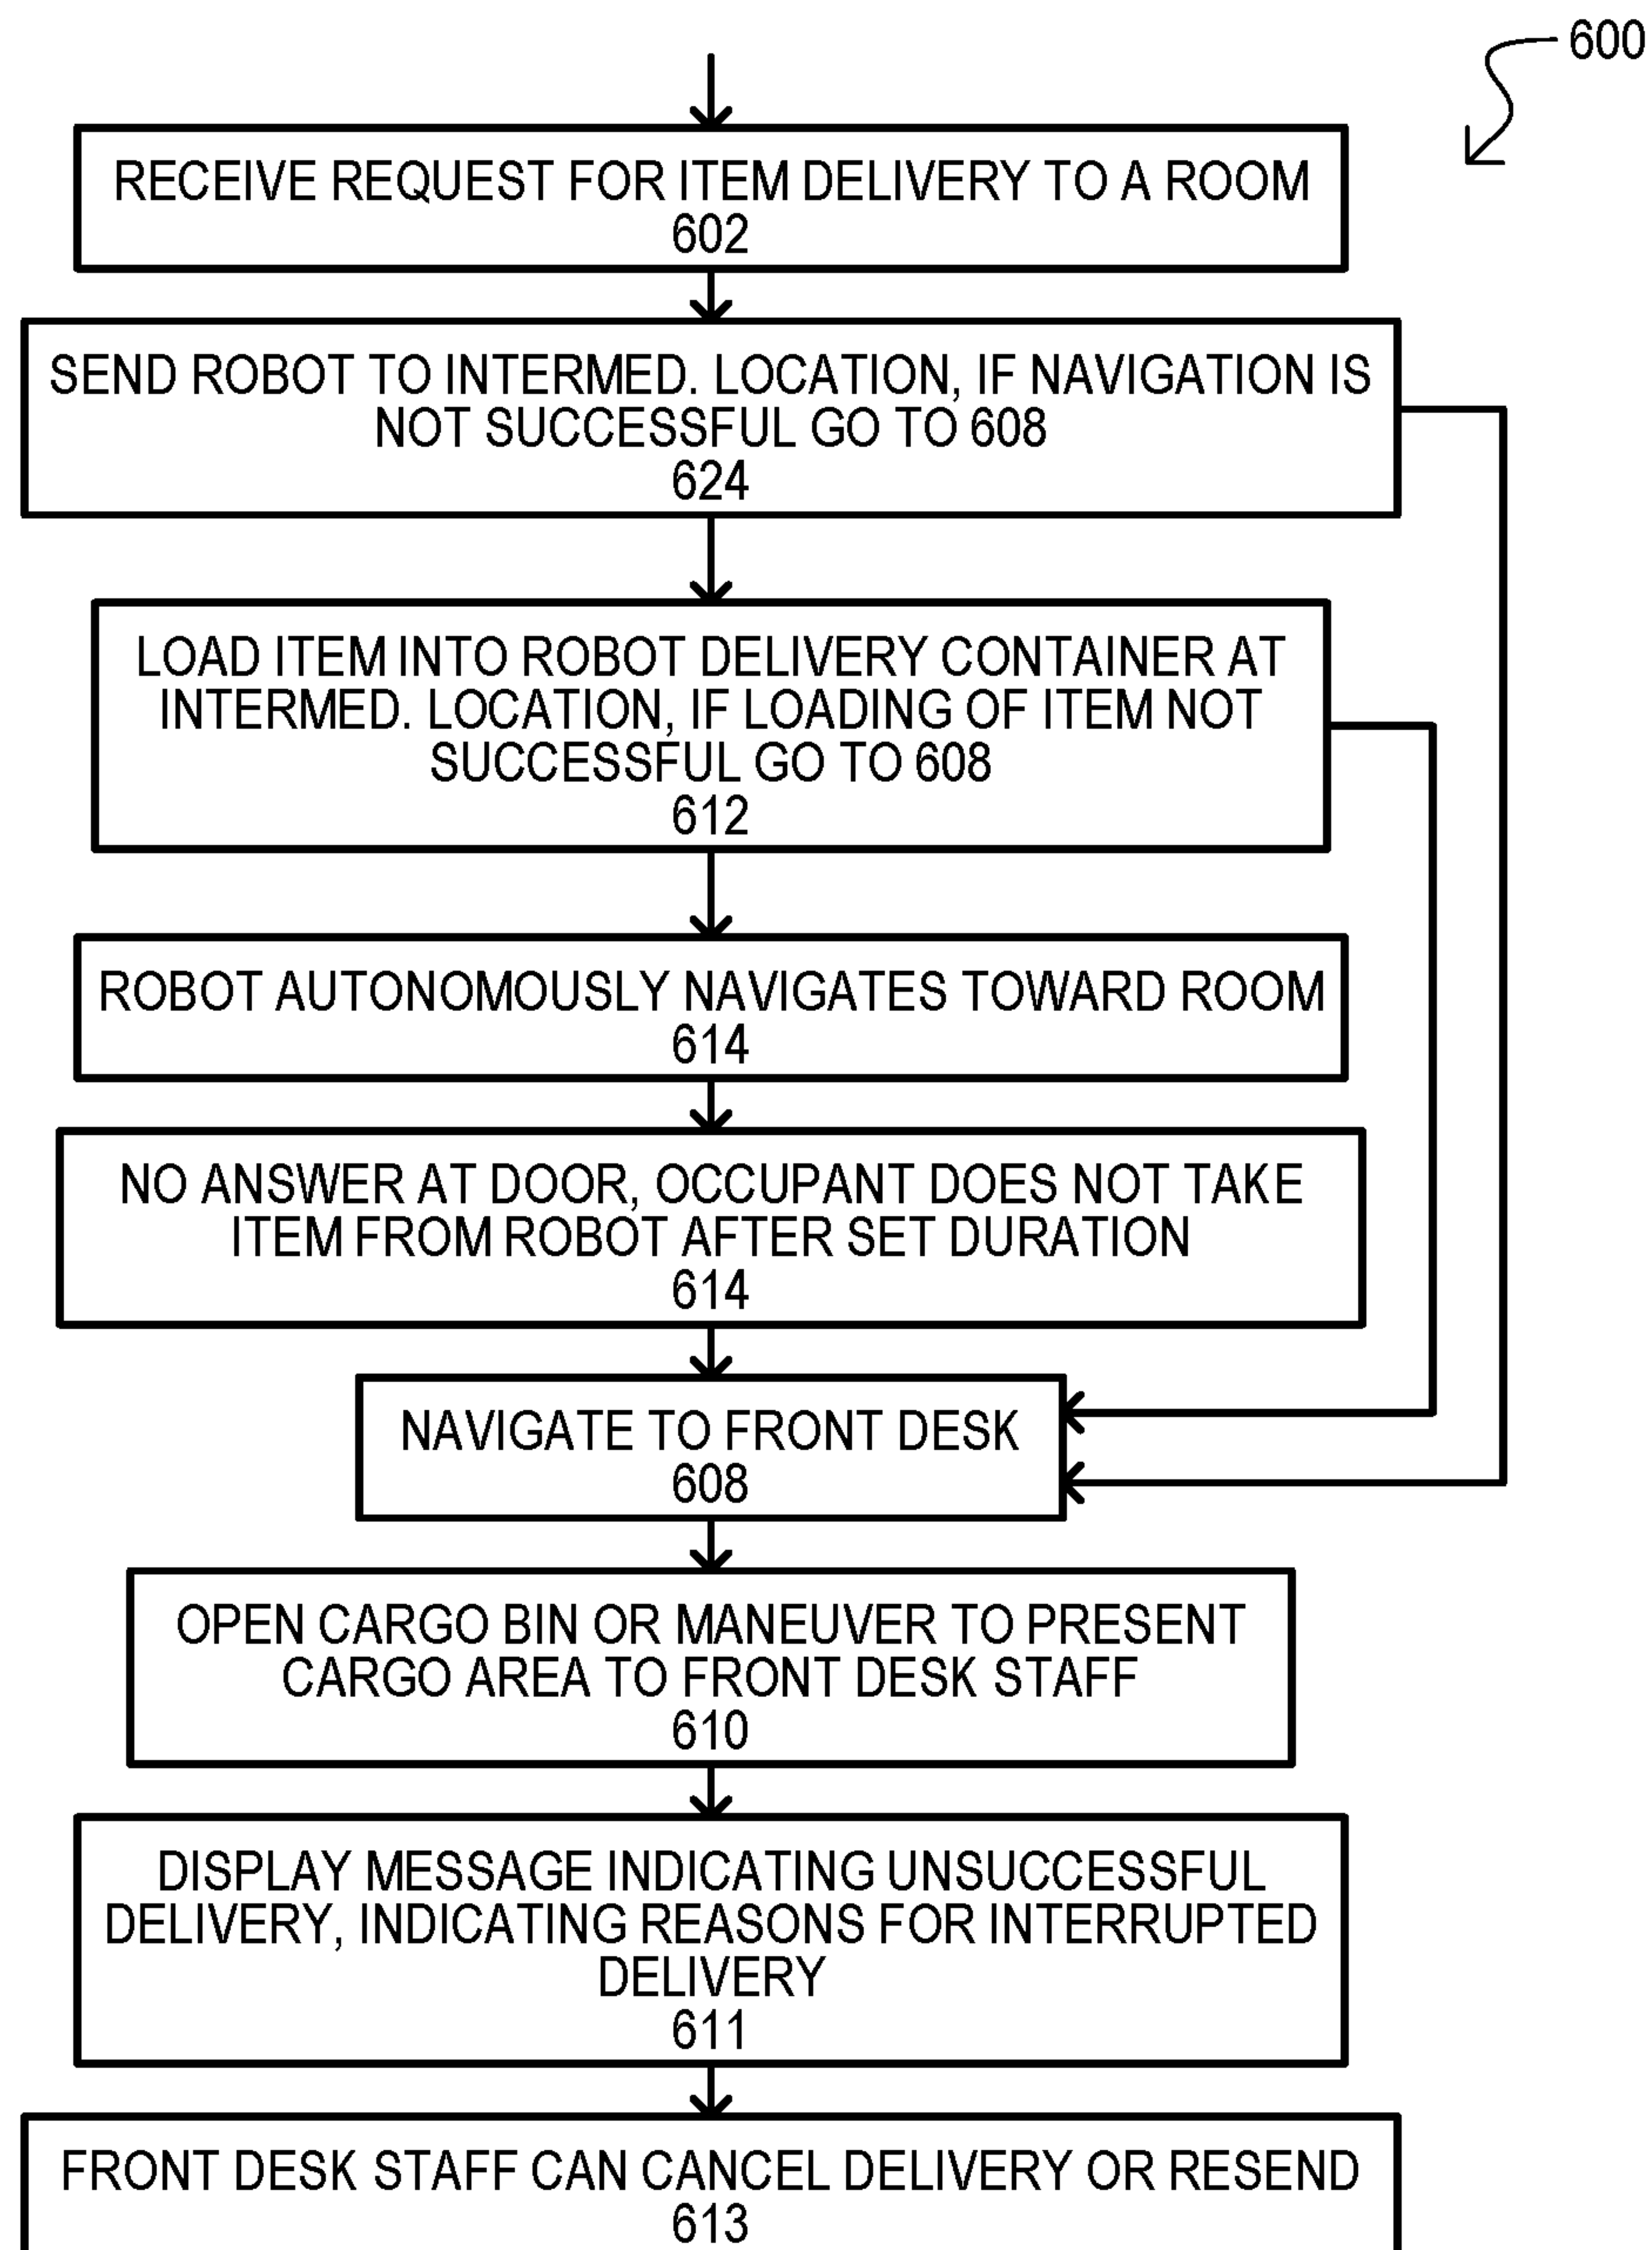 600
RECEIVE REQUEST FOR ITEM DELIVERY TO A ROOM
602
SEND ROBOT TO INTERMED. LOCATION, IF NAVIGATION IS
NOT SUCCESSFUL GO TO 608
624
LOAD ITEM INTO ROBOT DELIVERY CONTAINER AT
INTERMED. LOCATION, IF LOADING OF ITEM NOT
SUCCESSFUL GO TO 608
612
ROBOT AUTONOMOUSLY NAVIGATES TOWARD ROOM
614
NO ANSWER AT DOOR, OCCUPANT DOES NOT TAKE
ITEM FROM ROBOT AFTER SET DURATION
614
NAVIGATE TO FRONT DESK
608
OPEN CARGO BIN OR MANEUVER TO PRESENT
CARGO AREA TO FRONT DESK STAFF
610
DISPLAY MESSAGE INDICATING UNSUCCESSFUL
DELIVERY, INDICATING REASONS FOR INTERRUPTED
DELIVERY
611
FRONT DESK STAFF CAN CANCEL DELIVERY OR RESEND
613